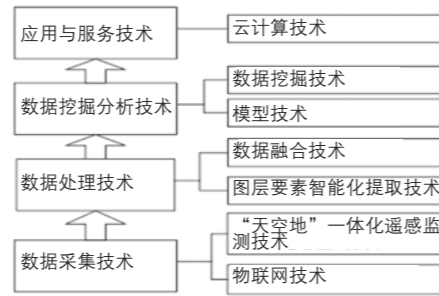 应用与服务技术
云计算技术
数据挖掘分析技术
数据挖掘技术
模型技术
数据处理技术
数据融合技术
图层要素智能化提取技术
数据采集技术
“天空地”一体化遥感监
测技术
物联网技术